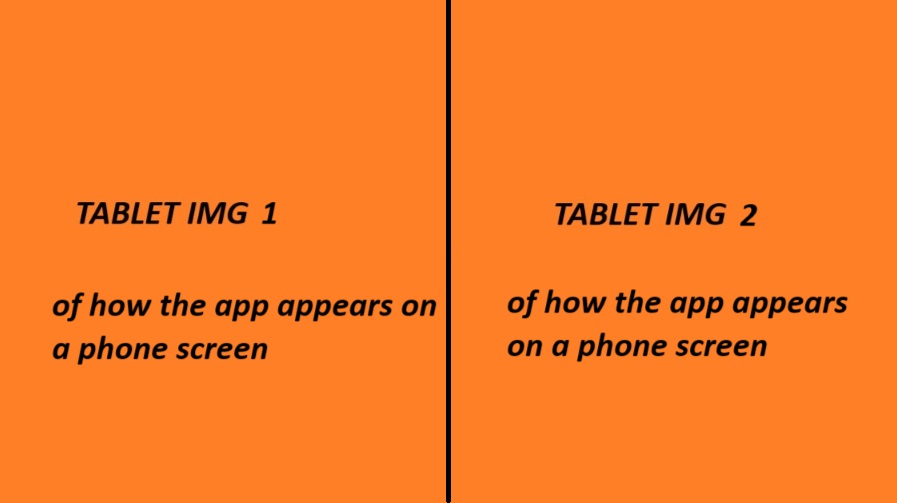 TABLET IMG 1
of how the app appears on
a phone screen
TABLET IMG 2
of how the app appears
on a phone screen